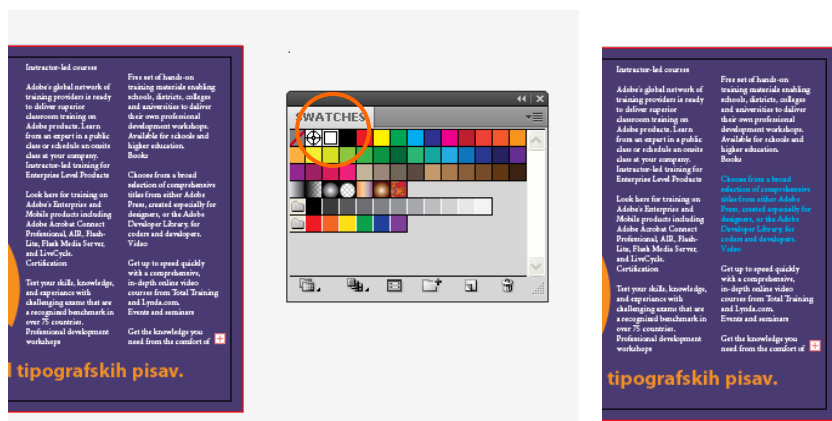 Instructor-led courses
Adobe's global network of
training providers is ready
to deliver superior
classroom training on
Adobe products. Learn
from an expert in a public
class or schedule an onsite
class at your company.
Instructor-led training for
Enterprise Level Products
Look here for training on
Adobe's Enterprise and
Mobile products including
Adobe Acrobat Connect
Professional, AIR, Flash-
Lite, Flash Media Server,
and LiveCycle.
Certification
Test your skills, knowledge,
and experience with
challenging exams that are
a recognized benchmark in
over 75 countries.
Professional development
workshops
Free set of hands-on
training materials enabling
schools, districts, colleges
and universities to daliver
their own professional
development workshops.
Available for schools and
higher education.
Books
Choose from a broad
selection of comprehensive
titles from either Adobe
Press, created especially for
designers, or the Adobe
Developer Library, for
coders and developers.
Video
Get up to speed quickly
with a comprehensive,
in-depth online video
courses from Total Training
and Lynda.com.
Events and seminars
Get the knowledge you
need from the comfort of
tipografskih pisav.
SWATCHES
Instructor-led courses
Adobe's global network of
training providers is ready
to deliver superior
classroom training on
Adobe products. Learn
from an expert in a public
class or schedule an onsite
class at your company.
Instructor-led training for
Enterprise Level Products
Look here for training on
Adobe's Enterprise and
Mobile products including
Adobe Acrobat Connect
Professional, AIR, Flash-
Lite, Flash Media Server,
and LiveCycle.
Certification
Test your skills, knowledge,
and experience with
challenging exams that are
a recognized benchmark in
over 75 countries.
Professional development
workshops
Free set of hands-on
training materials enabling
schools, districts, colleges
and universities to daliver
their own professional
development workshops.
Available for schools and
higher education.
Books
Choose from a broad
selection of comprehensive
titles from either Adobe
Press, created especially for
designers, or the Adobe
Developer Library, for
coders and developers.
Video
Get up to speed quickly
with a comprehensive,
in-depth online video
courses from Total Training
and Lynda.com.
Events and seminars
Get the knowledge you
need from the comfort of
tipografskih pisav.